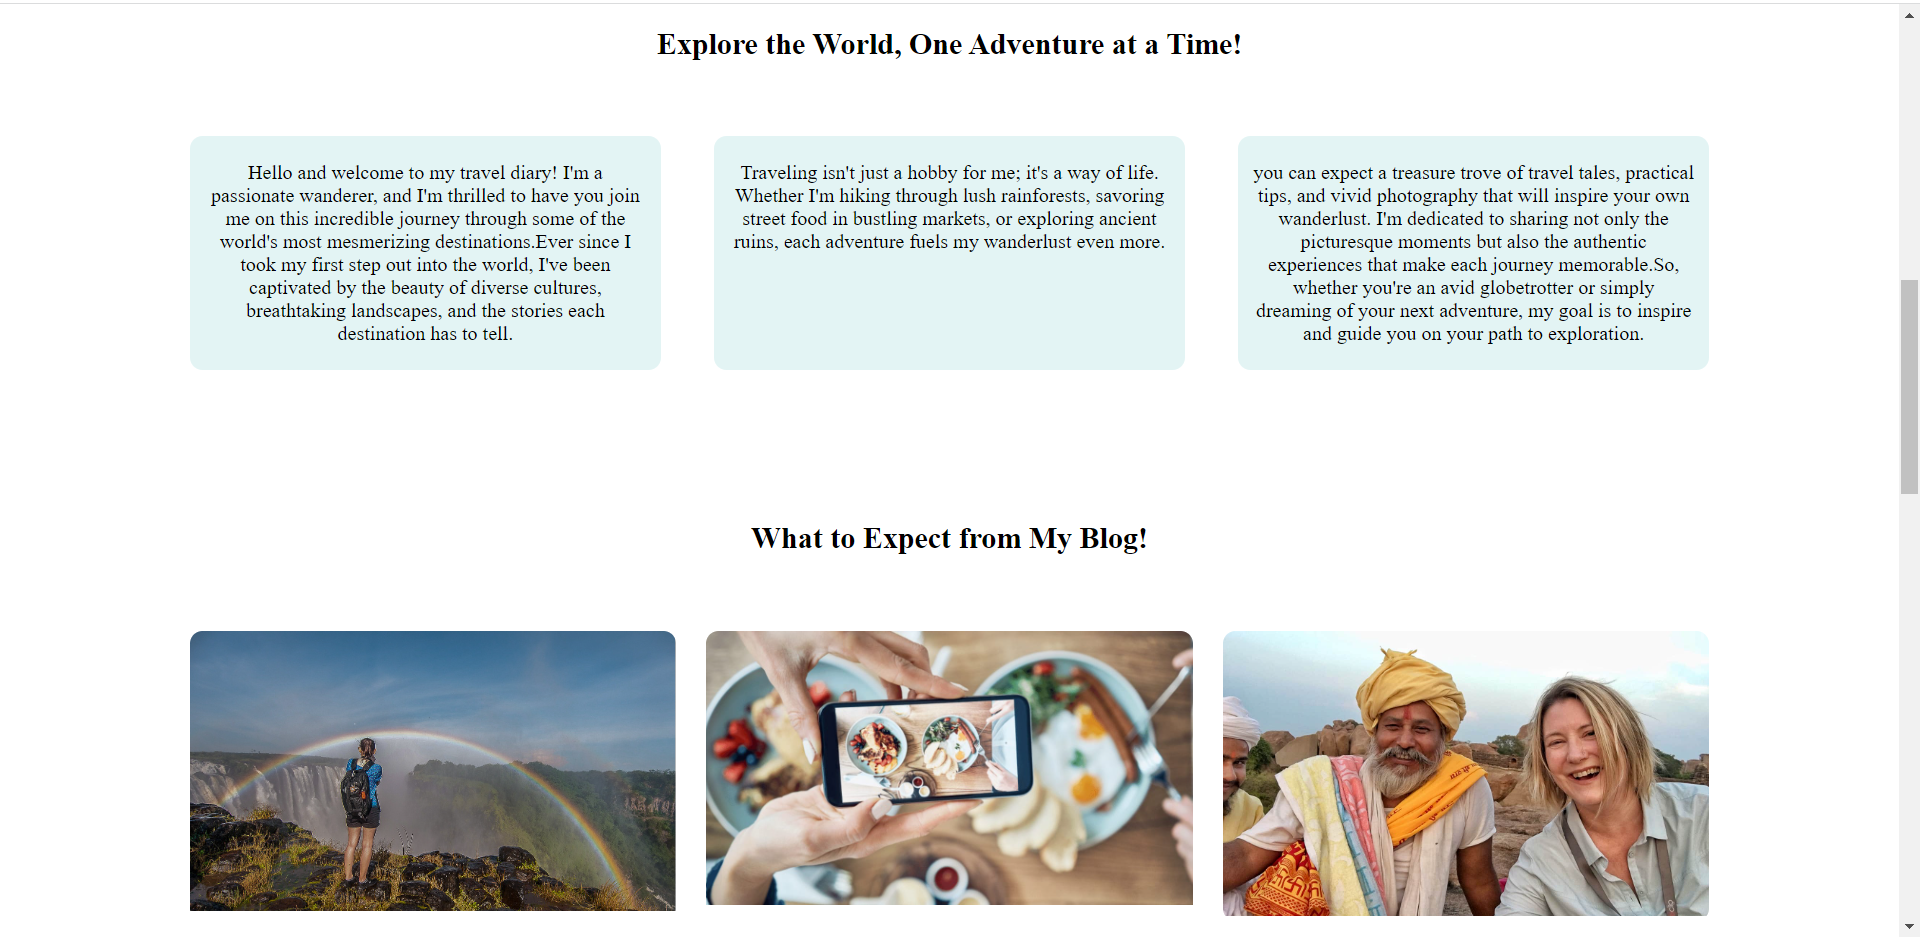 Explore the World, One Adventure at a Time!
Hello and welcome to my travel diary! I'm a
passionate wanderer, and I'm thrilled to have you join
me on this incredible journey through some of the
world's most mesmerizing destinations.Ever since I
took my first step out into the world, I've been
captivated by the beauty of diverse cultures,
breathtaking landscapes, and the stories each
destination has to tell.
Traveling isn't just a hobby for me; it's a way of life.
Whether I'm hiking through lush rainforests, savoring
street food in bustling markets, or exploring ancient
ruins, each adventure fuels my wanderlust even more.
you can expect a treasure trove of travel tales, practical
tips, and vivid photography that will inspire your own
wanderlust. I'm dedicated to sharing not only the
picturesque moments but also the authentic
experiences that make each journey memorable.So,
whether you're an avid globetrotter or simply
dreaming of your next adventure, my goal is to inspire
and guide you on your path to exploration.
What to Expect from My Blog!